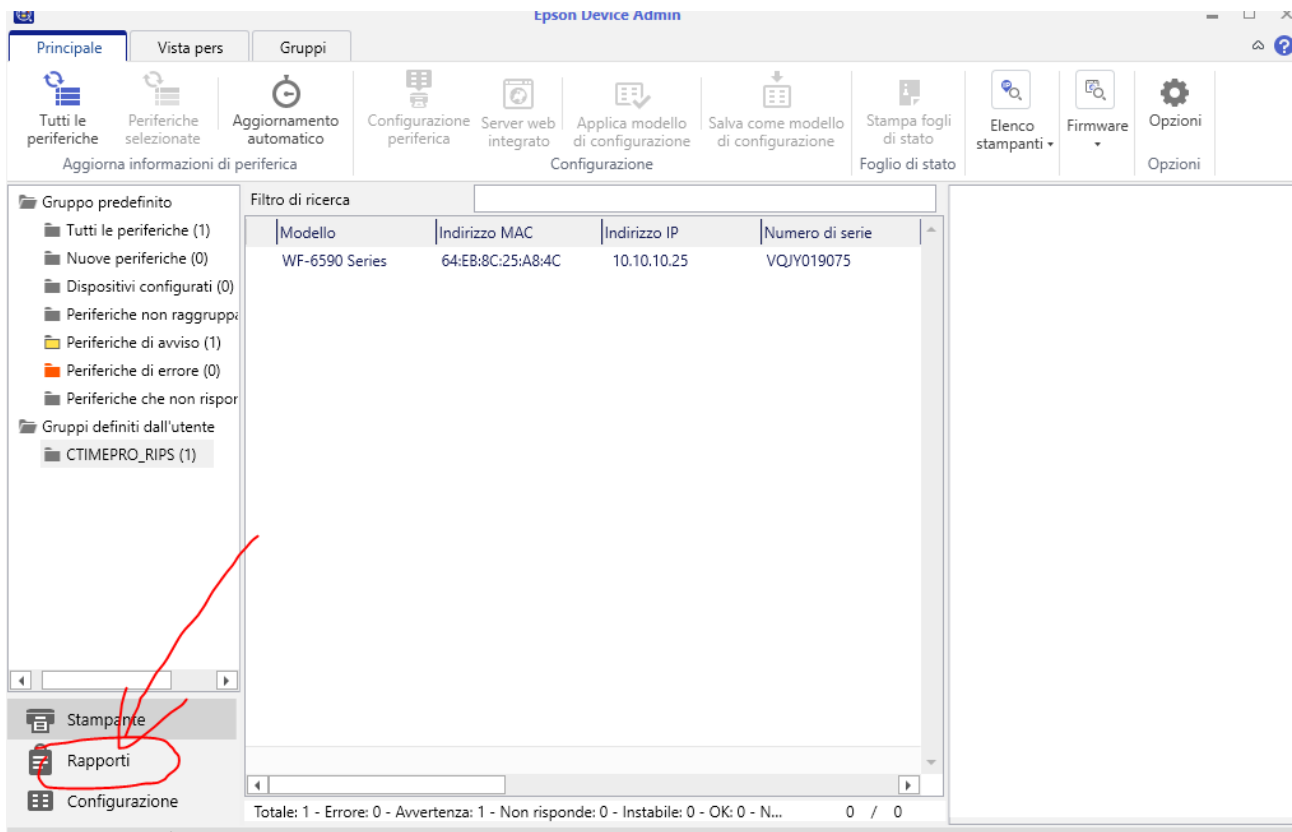 Epson Device Admin
Principale Vista pers Gruppi
Tutti le periferiche
Periferiche selezionate
Aggiornamento automatico
Aggiorna informazioni di periferica
Configurazione periferica
Server web integrato
Applica modello di configurazione
Salva come modello di configurazione
Configurazione
Stampa fogli di stato
Foglio di stato
Elenco stampanti
Firmware
Opzioni
Opzioni
Gruppo predefinito
Tutti le periferiche (1)
Nuove periferiche (0)
Dispositivi configurati (0)
Periferiche non raggruppa
Periferiche di avviso (1)
Periferiche di errore (0)
Periferiche che non rispor
Gruppi definiti dall'utente
CTIMEPRO_RIPS (1)
Filtro di ricerca
Modello Indirizzo MAC Indirizzo IP Numero di serie
WF-6590 Series 64:EB:8C:25:A8:4C 10.10.10.25 VQJY019075
Stampante
Rapporti
Configurazione
Totale: 1 - Errore: 0 - Avvertenza: 1 - Non risponde: 0 - Instabile: 0 - OK: 0 - N... 0 / 0